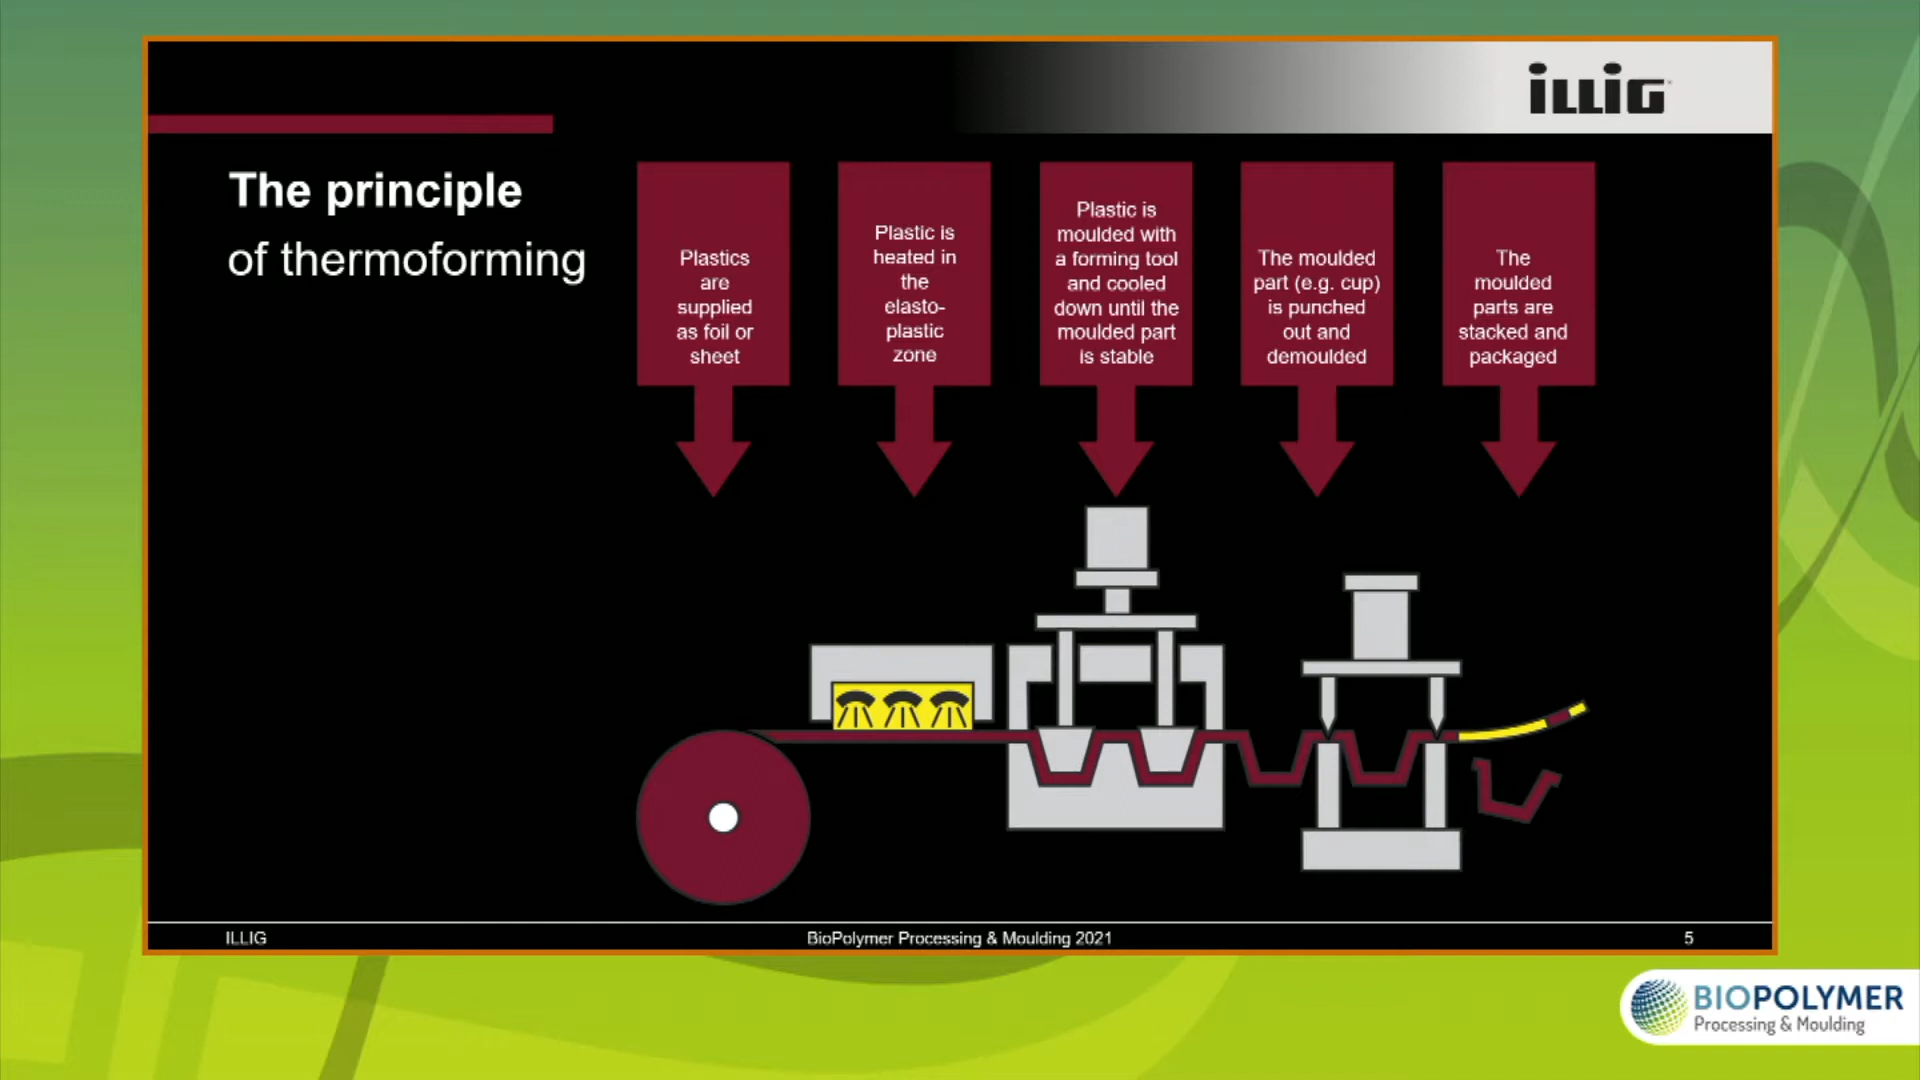 iLLiG
The principle
of thermoforming
Plastics
are
supplied
as foil or
sheet
Plastic is
heated in
the
elasto-
plastic
zone
Plastic is
moulded with
a forming tool
and cooled
down until the
moulded part
is stable
The moulded
part (e.g. cup)
is punched
out and
demoulded
The
moulded
parts are
stacked and
packaged
ILLIG
BioPolymer Processing & Moulding 2021
5
BIOPOLYMER
Processing & Moulding